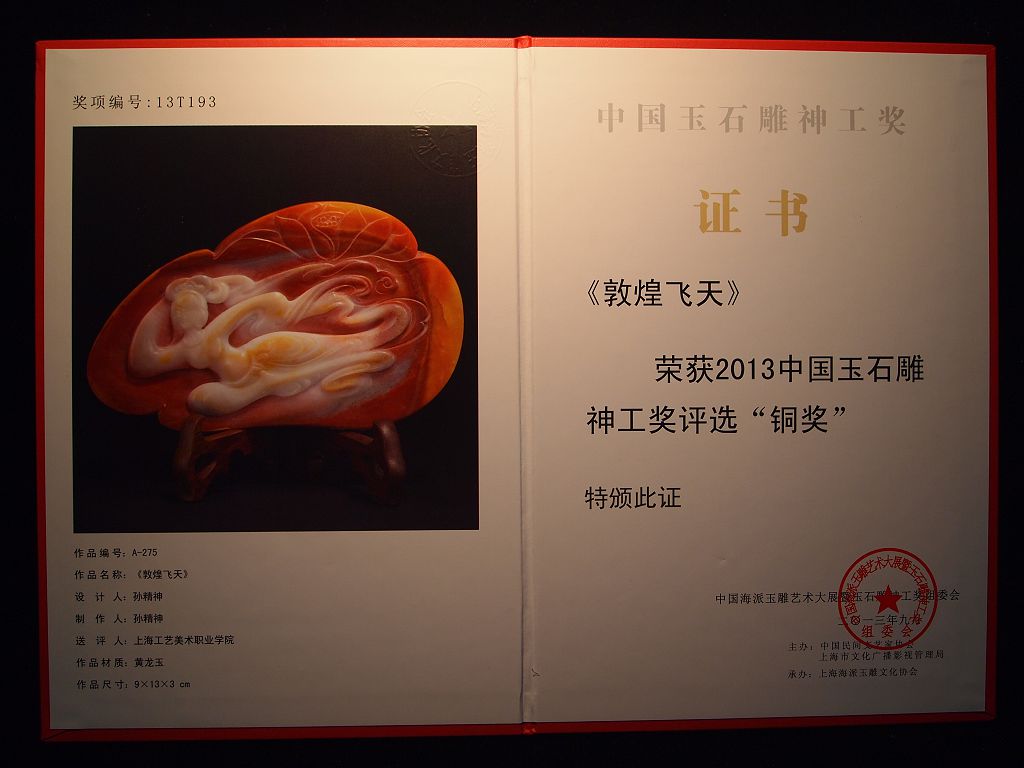 奖项编号:13T193
作品编号: A-275
作品名称: 《敦煌飞天》
设 计 人: 孙精神
制 作 人: 孙精神
送 评 人: 上海工艺美术职业学院
作品材质: 黄龙玉
作品尺寸: 9×13×3 cm
中国玉石雕神工奖
证书
《敦煌飞天》
荣获2013中国玉石雕
神工奖评选“铜奖”
特颁此证
中国海派玉雕艺术大展暨玉石雕神工奖组委会
二〇一三年九月
主办: 中国民间文艺家协会
上海市文化广播影视管理局
承办: 上海海派玉雕文化协会
组委会